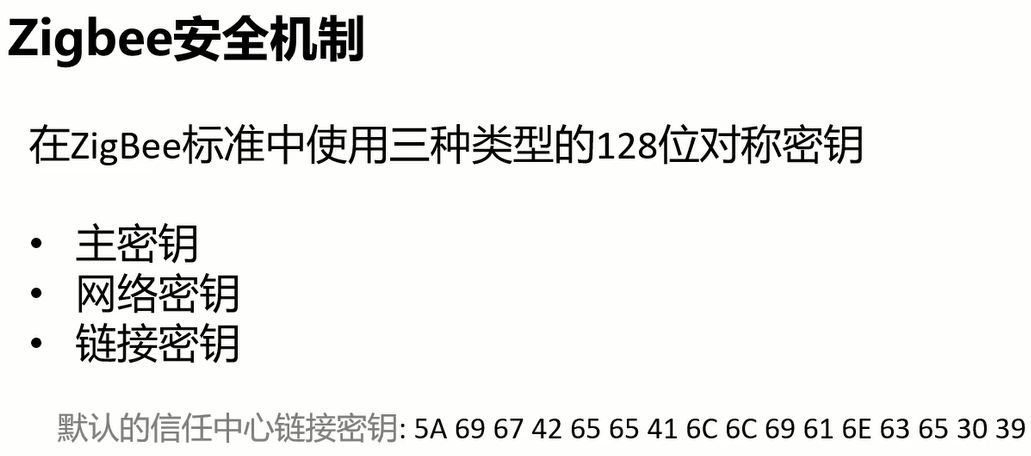 Zigbee安全机制
在ZigBee标准中使用三种类型的128位对称密钥
• 主密钥
• 网络密钥
• 链接密钥
默认的信任中心链接密钥: 5A 69 67 42 65 65 41 6C 6C 69 61 6E 63 65 30 39